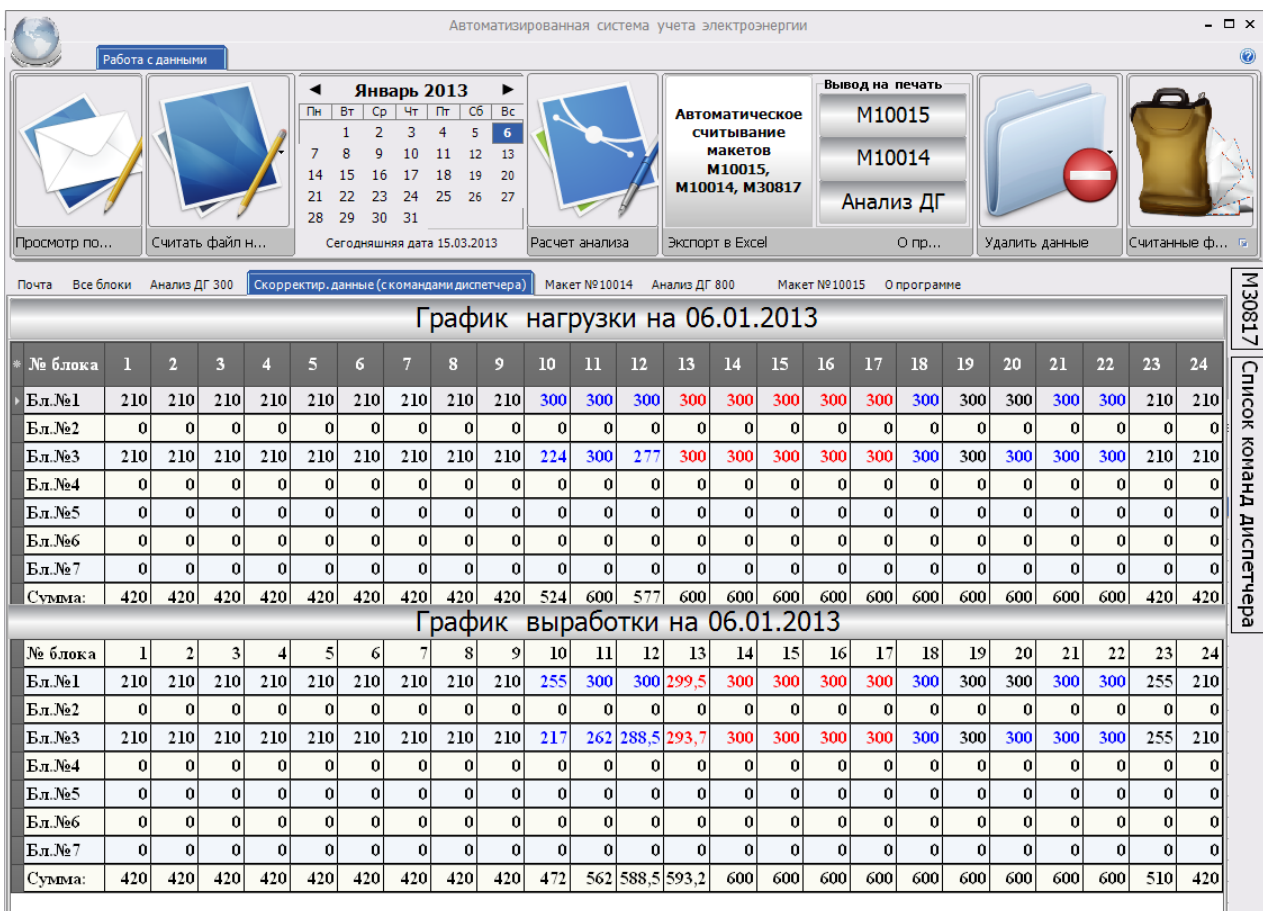 Автоматизированная система учета электроэнергии
Работа с данными
Январь 2013
Пн Вт Ср Чт Пт Сб Вс
1 2 3 4 5 6
7 8 9 10 11 12 13
14 15 16 17 18 19 20
21 22 23 24 25 26 27
28 29 30 31
Сегодняшняя дата 15.03.2013
Автоматическое
считывание
макетов
М10015,
М10014, М30817
Вывод на печать
М10015
М10014
Анализ ДГ
Просмотр по...
Считать файл н...
Расчет анализа
Экспорт в Excel
О пр...
Удалить данные
Считанные ф...
Почта Все блоки Анализ ДГ 300 Скорректир. данные (с командами диспетчера) Макет №10014 Анализ ДГ 800 Макет №10015 О программе
М30817
Список команд диспетчера
График нагрузки на 06.01.2013
№ блока 1 2 3 4 5 6 7 8 9 10 11 12 13 14 15 16 17 18 19 20 21 22 23 24
Бл.№1 210 210 210 210 210 210 210 210 210 300 300 300 300 300 300 300 300 300 300 300 300 300 210 210
Бл.№2 0 0 0 0 0 0 0 0 0 0 0 0 0 0 0 0 0 0 0 0 0 0 0 0
Бл.№3 210 210 210 210 210 210 210 210 210 224 300 277 300 300 300 300 300 300 300 300 300 300 210 210
Бл.№4 0 0 0 0 0 0 0 0 0 0 0 0 0 0 0 0 0 0 0 0 0 0 0 0
Бл.№5 0 0 0 0 0 0 0 0 0 0 0 0 0 0 0 0 0 0 0 0 0 0 0 0
Бл.№6 0 0 0 0 0 0 0 0 0 0 0 0 0 0 0 0 0 0 0 0 0 0 0 0
Бл.№7 0 0 0 0 0 0 0 0 0 0 0 0 0 0 0 0 0 0 0 0 0 0 0 0
Сумма: 420 420 420 420 420 420 420 420 420 524 600 577 600 600 600 600 600 600 600 600 600 600 420 420
График выработки на 06.01.2013
№ блока 1 2 3 4 5 6 7 8 9 10 11 12 13 14 15 16 17 18 19 20 21 22 23 24
Бл.№1 210 210 210 210 210 210 210 210 210 255 300 300 299,5 300 300 300 300 300 300 300 300 300 255 210
Бл.№2 0 0 0 0 0 0 0 0 0 0 0 0 0 0 0 0 0 0 0 0 0 0 0 0
Бл.№3 210 210 210 210 210 210 210 210 210 217 262 288,5 293,7 300 300 300 300 300 300 300 300 300 255 210
Бл.№4 0 0 0 0 0 0 0 0 0 0 0 0 0 0 0 0 0 0 0 0 0 0 0 0
Бл.№5 0 0 0 0 0 0 0 0 0 0 0 0 0 0 0 0 0 0 0 0 0 0 0 0
Бл.№6 0 0 0 0 0 0 0 0 0 0 0 0 0 0 0 0 0 0 0 0 0 0 0 0
Бл.№7 0 0 0 0 0 0 0 0 0 0 0 0 0 0 0 0 0 0 0 0 0 0 0 0
Сумма: 420 420 420 420 420 420 420 420 420 472 562 588,5 593,2 600 600 600 600 600 600 600 600 600 510 420